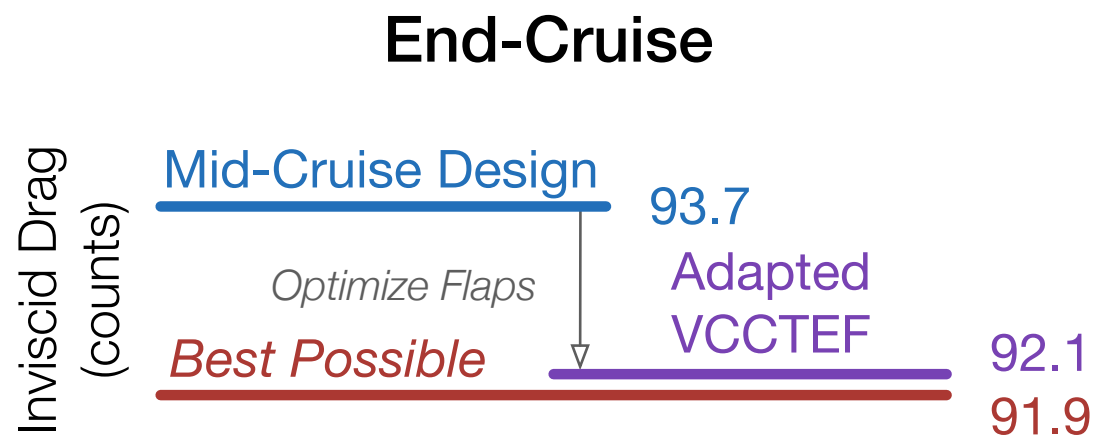 End-Cruise
Inviscid Drag
(counts)
Mid-Cruise Design
93.7
Optimize Flaps
Adapted
VCCTEF
Best Possible
92.1
91.9